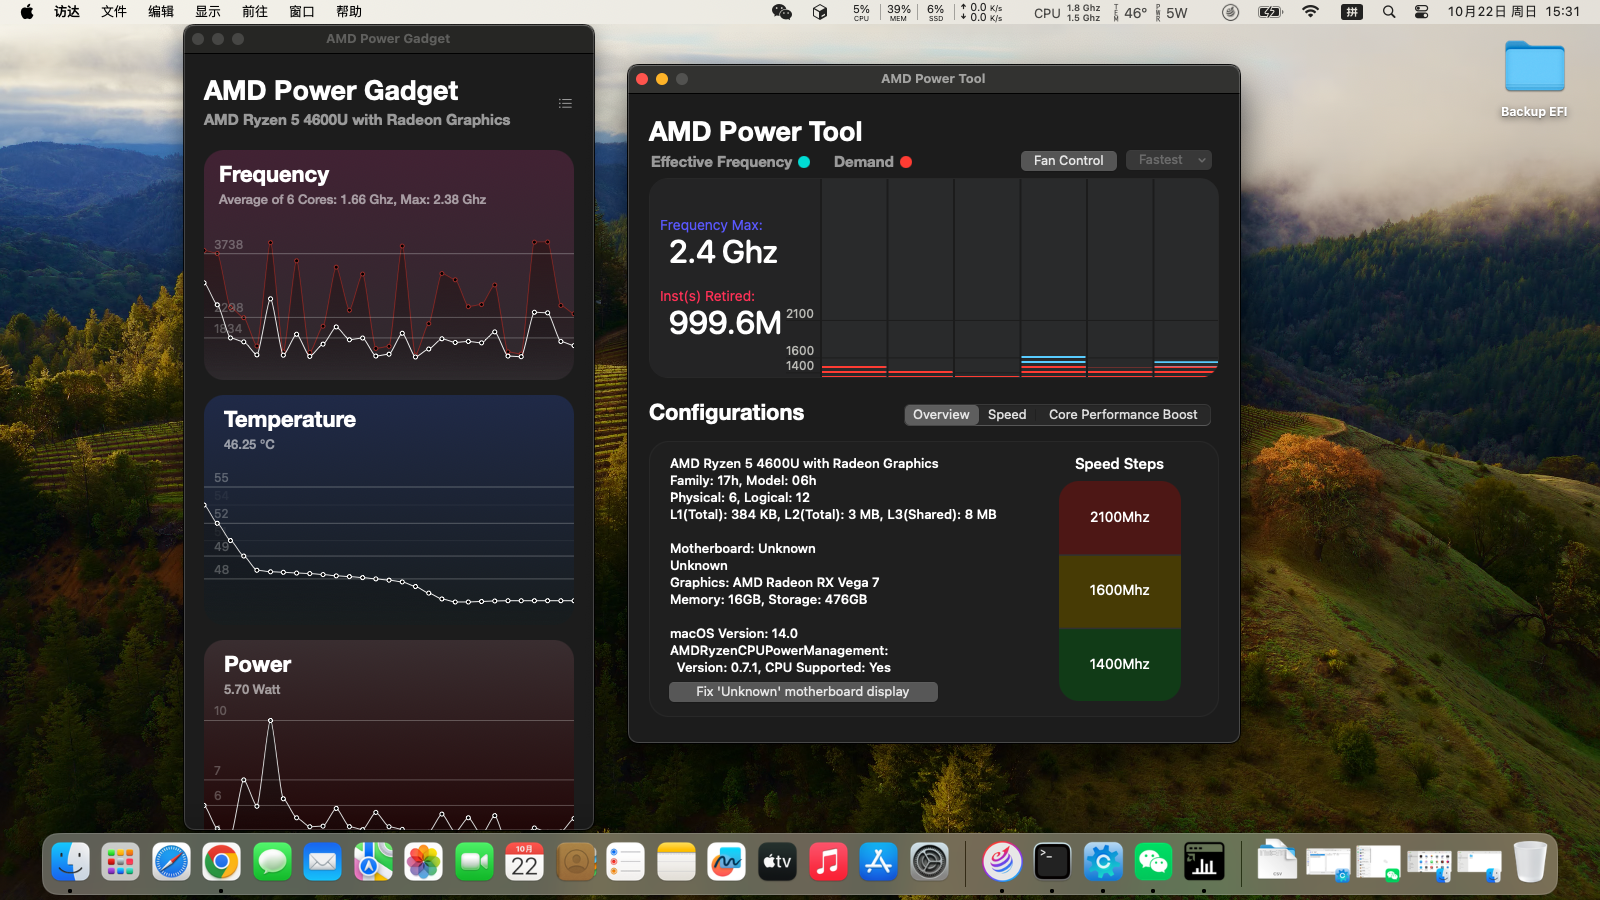 访达 文件 编辑 显示 前往 窗口 帮助
5% CPU 39% MEM 6% SSD
↑ 0.0 K/s
↓ 0.0 K/s
CPU 1.8 Ghz 1.5 Ghz 46° 5W
拼
10月22日 周日 15:31
AMD Power Gadget
AMD Power Gadget
AMD Ryzen 5 4600U with Radeon Graphics
Frequency
Average of 6 Cores: 1.66 Ghz, Max: 2.38 Ghz
3738
2298
1834
Temperature
46.25 °C
55
54
52
49
48
Power
5.70 Watt
10
7
6
AMD Power Tool
AMD Power Tool
Effective Frequency Demand
Fan Control Fastest
Frequency Max:
2.4 Ghz
Inst(s) Retired:
999.6M
2100
1600
1400
Configurations
Overview Speed Core Performance Boost
AMD Ryzen 5 4600U with Radeon Graphics
Family: 17h, Model: 06h
Physical: 6, Logical: 12
L1(Total): 384 KB, L2(Total): 3 MB, L3(Shared): 8 MB
Motherboard: Unknown
Unknown
Graphics: AMD Radeon RX Vega 7
Memory: 16GB, Storage: 476GB
macOS Version: 14.0
AMDRyzenCPUPowerManagement:
Version: 0.7.1, CPU Supported: Yes
Fix 'Unknown' motherboard display
Speed Steps
2100Mhz
1600Mhz
1400Mhz
Backup EFI
10月
22
tv
CSV